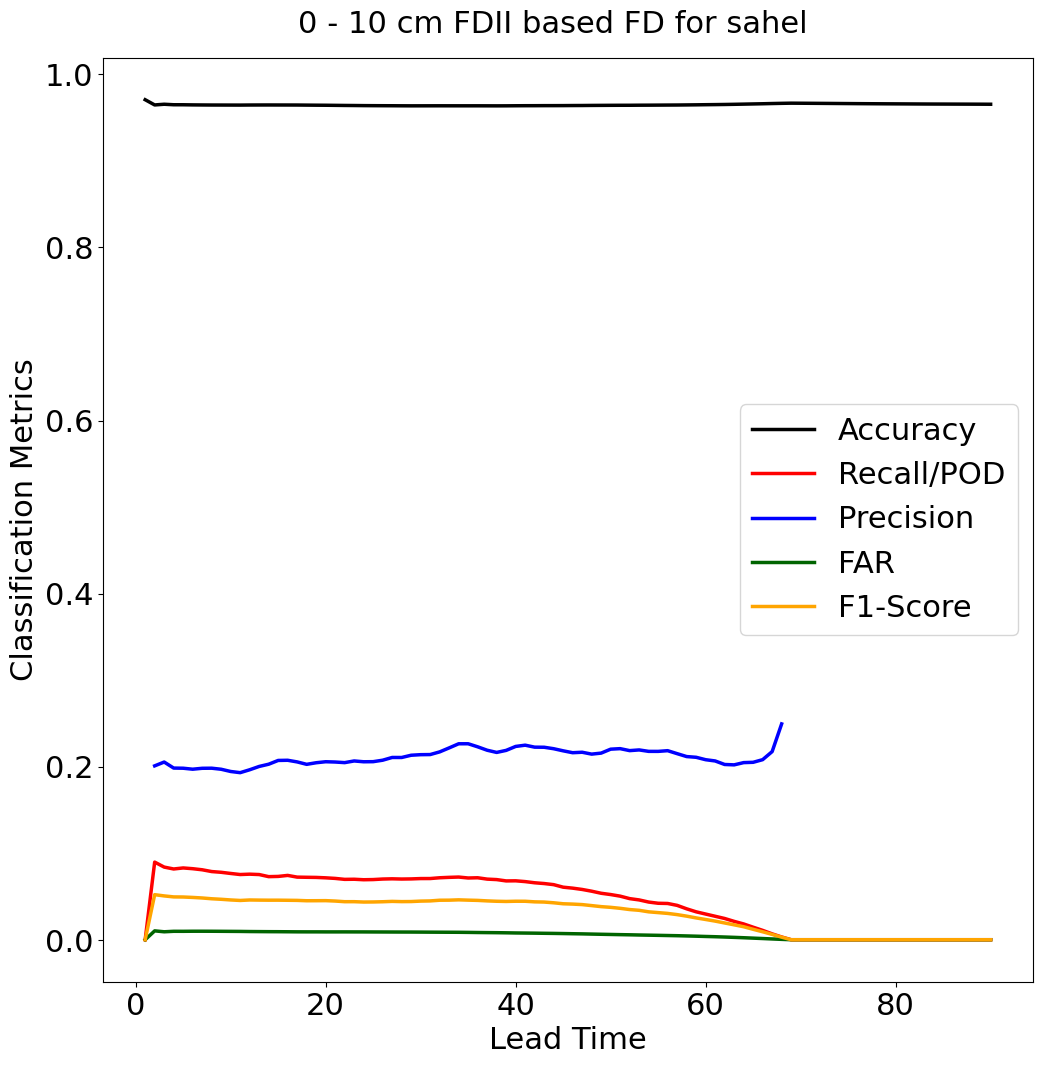 0 - 10 cm FDII based FD for sahel
1.0
0.8
0.6
0.4
0.2
0.0
Classification Metrics
Accuracy
Recall/POD
Precision
FAR
F1-Score
0 20 40 60 80
Lead Time